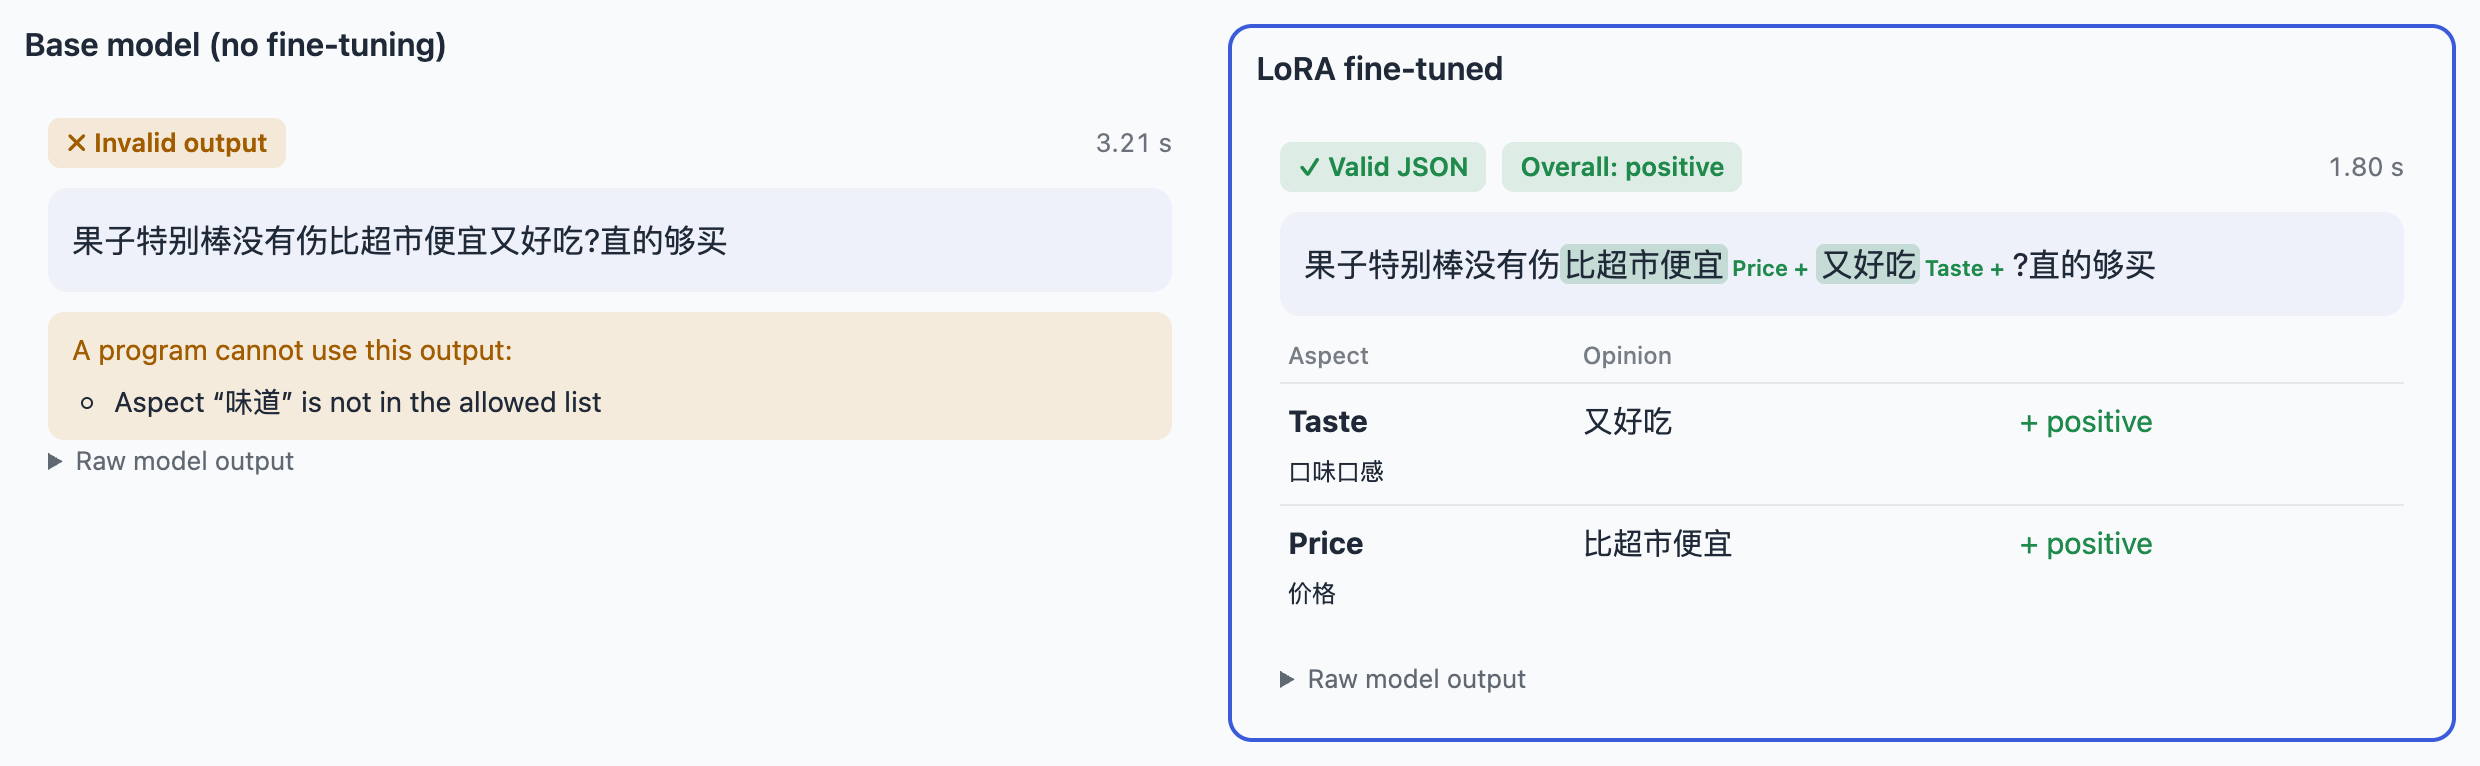 Base model (no fine-tuning)
✕ Invalid output
3.21 s
果子特别棒没有伤比超市便宜又好吃?直的够买
A program cannot use this output:
Aspect “味道” is not in the allowed list
▶ Raw model output
LoRA fine-tuned
✓ Valid JSON
Overall: positive
1.80 s
果子特别棒没有伤比超市便宜 Price + 又好吃 Taste + ?直的够买
Aspect Opinion
Taste 又好吃 + positive
口味口感
Price 比超市便宜 + positive
价格
▶ Raw model output